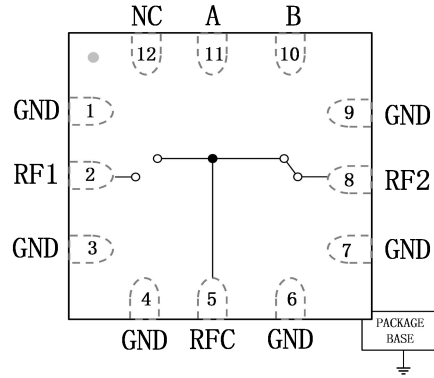 NC A B
12 11 10
GND 1 9 GND
RF1 2 8 RF2
GND 3 7 GND
4 5 6
GND RFC GND
PACKAGE
BASE